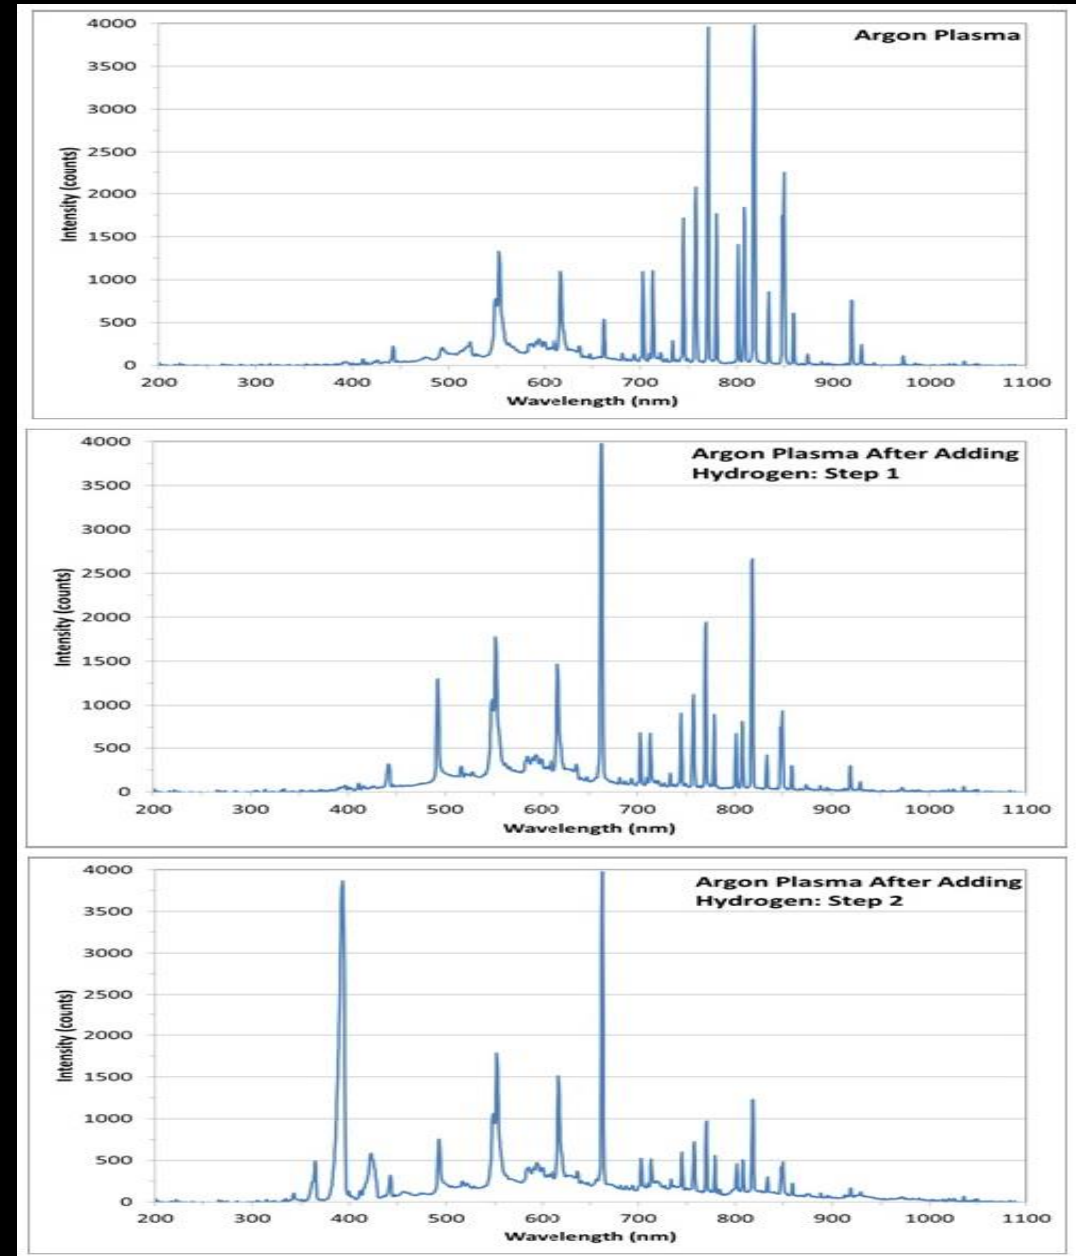 Argon Plasma
4000
3500
3000
2500
2000
1500
1000
500
0
Intensity (counts)
200 300 400 500 600 700 800 900 1000 1100
Wavelength (nm)
Argon Plasma After Adding
Hydrogen: Step 1
4000
3500
3000
2500
2000
1500
1000
500
0
Intensity (counts)
200 300 400 500 600 700 800 900 1000 1100
Wavelength (nm)
Argon Plasma After Adding
Hydrogen: Step 2
4000
3500
3000
2500
2000
1500
1000
500
0
Intensity (counts)
200 300 400 500 600 700 800 900 1000 1100
Wavelength (nm)